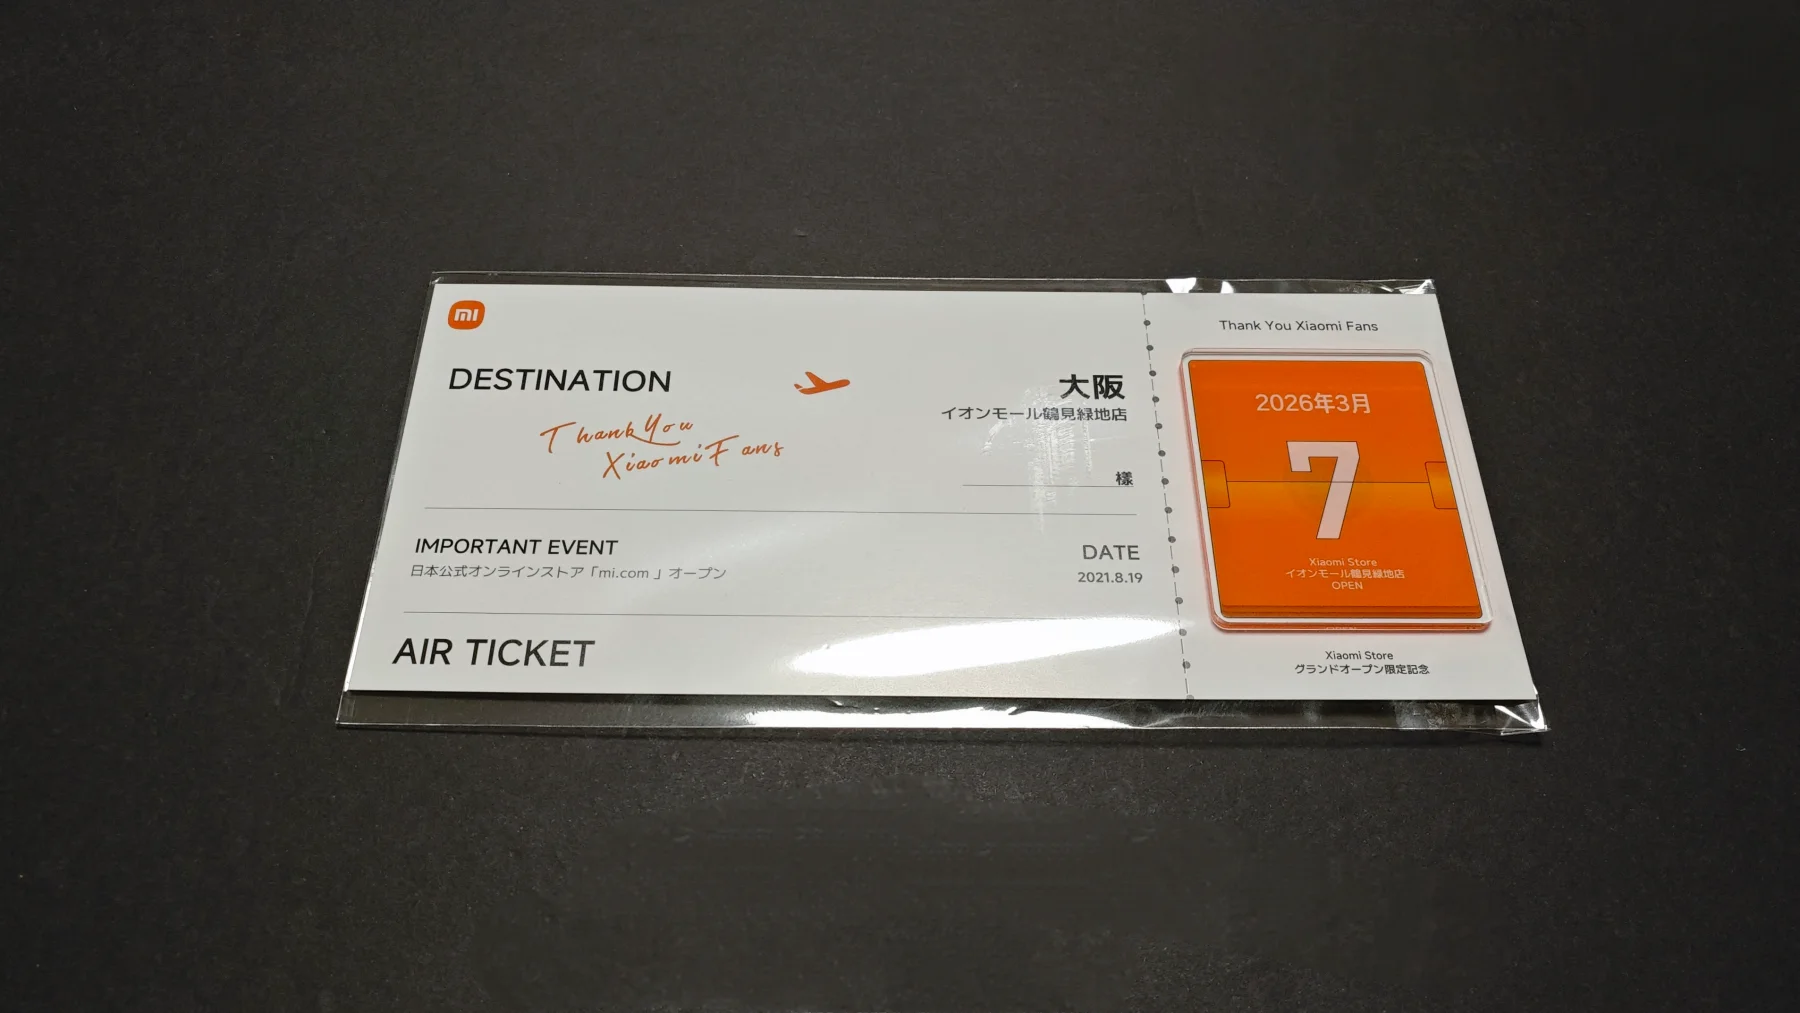 mi
DESTINATION
大阪
イオンモール鶴見緑地店
Thank You
Xiaomi Fans
様
IMPORTANT EVENT
日本公式オンラインストア「mi.com 」オープン
DATE
2021.8.19
AIR TICKET
Thank You Xiaomi Fans
2026年3月
7
Xiaomi Store
イオンモール鶴見緑地店
OPEN
Xiaomi Store
グランドオープン限定記念